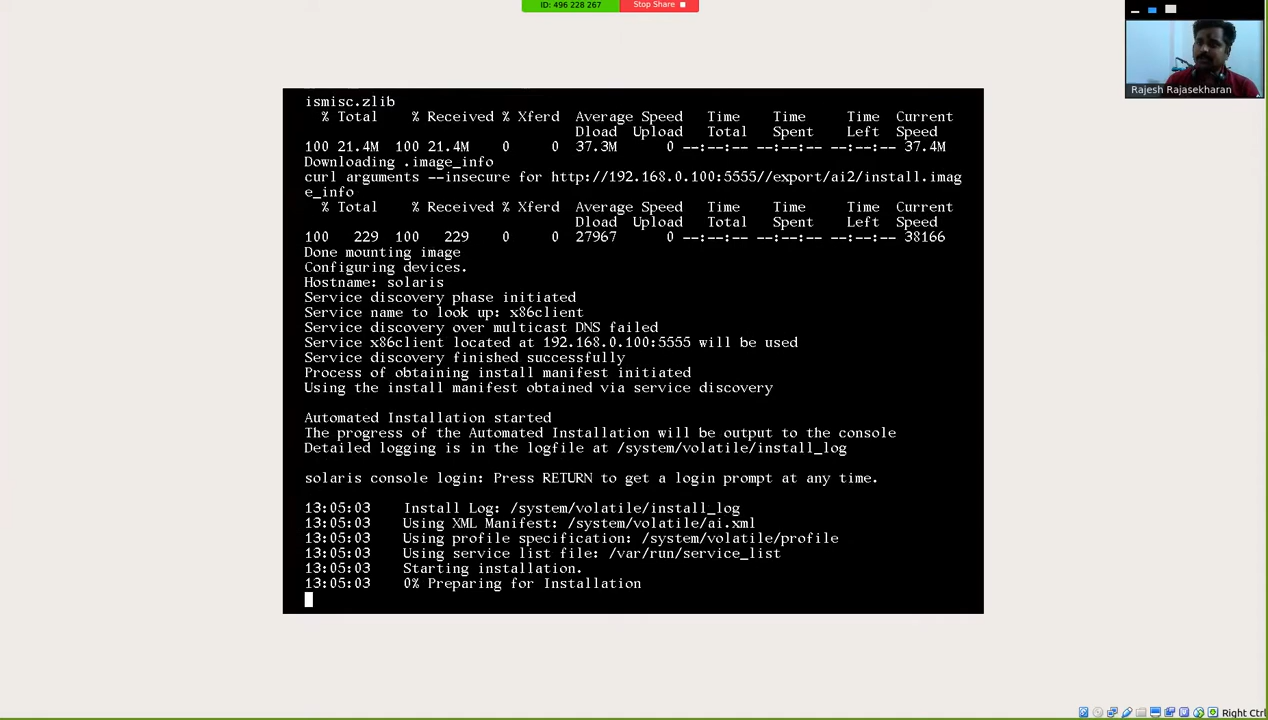 ID: 496 228 267
Stop Share
Rajesh Rajasekharan
ismisc.zlib
% Total % Received % Xferd Average Speed Time Time Time Current
Dload Upload Total Spent Left Speed
100 21.4M 100 21.4M 0 0 37.3M 0 --:--:-- --:--:-- --:--:-- 37.4M
Downloading .image_info
curl arguments --insecure for http://192.168.0.100:5555//export/ai2/install.imag
e_info
% Total % Received % Xferd Average Speed Time Time Time Current
Dload Upload Total Spent Left Speed
100 229 100 229 0 0 27967 0 --:--:-- --:--:-- --:--:-- 38166
Done mounting image
Configuring devices.
Hostname: solaris
Service discovery phase initiated
Service name to look up: x86client
Service discovery over multicast DNS failed
Service x86client located at 192.168.0.100:5555 will be used
Service discovery finished successfully
Process of obtaining install manifest initiated
Using the install manifest obtained via service discovery
Automated Installation started
The progress of the Automated Installation will be output to the console
Detailed logging is in the logfile at /system/volatile/install_log
solaris console login: Press RETURN to get a login prompt at any time.
13:05:03 Install Log: /system/volatile/install_log
13:05:03 Using XML Manifest: /system/volatile/ai.xml
13:05:03 Using profile specification: /system/volatile/profile
13:05:03 Using service list file: /var/run/service_list
13:05:03 Starting installation.
13:05:03 0% Preparing for Installation
Right Ctrl